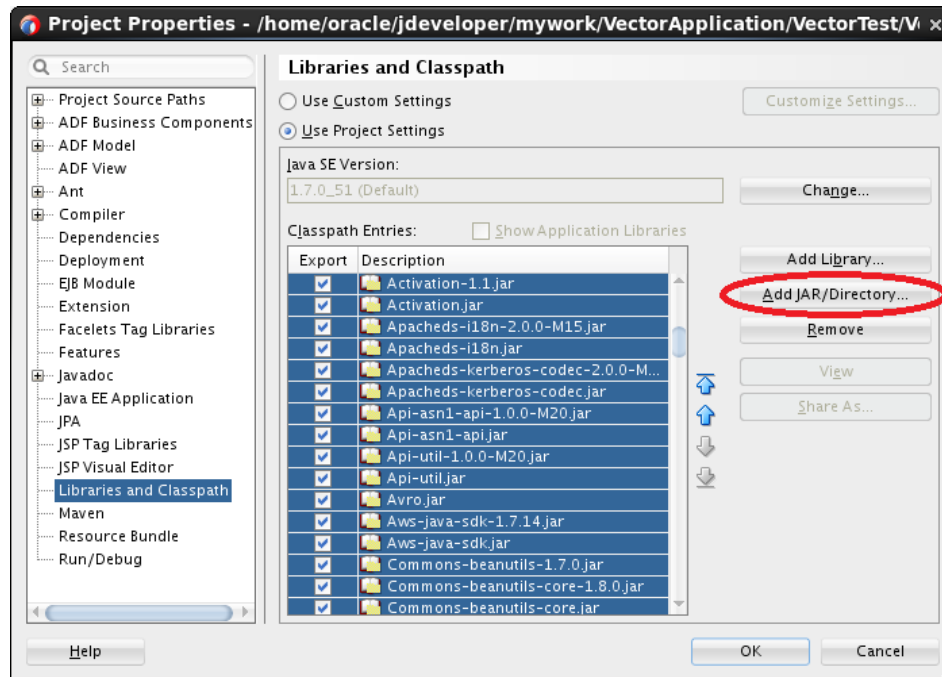 Project Properties - /home/oracle/jdeveloper/mywork/VectorApplication/VectorTest/V
Search
Project Source Paths
ADF Business Components
ADF Model
ADF View
Ant
Compiler
Dependencies
Deployment
EJB Module
Extension
Facelets Tag Libraries
Features
Javadoc
Java EE Application
JPA
JSP Tag Libraries
JSP Visual Editor
Libraries and Classpath
Maven
Resource Bundle
Run/Debug
Libraries and Classpath
Use Custom Settings
Customize Settings...
Use Project Settings
Java SE Version:
1.7.0_51 (Default)
Change...
Classpath Entries:
Show Application Libraries
Export Description
Activation-1.1.jar
Activation.jar
Apacheds-i18n-2.0.0-M15.jar
Apacheds-i18n.jar
Apacheds-kerberos-codec-2.0.0-M...
Apacheds-kerberos-codec.jar
Api-asn1-api-1.0.0-M20.jar
Api-asn1-api.jar
Api-util-1.0.0-M20.jar
Api-util.jar
Avro.jar
Aws-java-sdk-1.7.14.jar
Aws-java-sdk.jar
Commons-beanutils-1.7.0.jar
Commons-beanutils-core-1.8.0.jar
Commons-beanutils-core.jar
Add Library...
Add JAR/Directory...
Remove
View
Share As...
Help
OK
Cancel